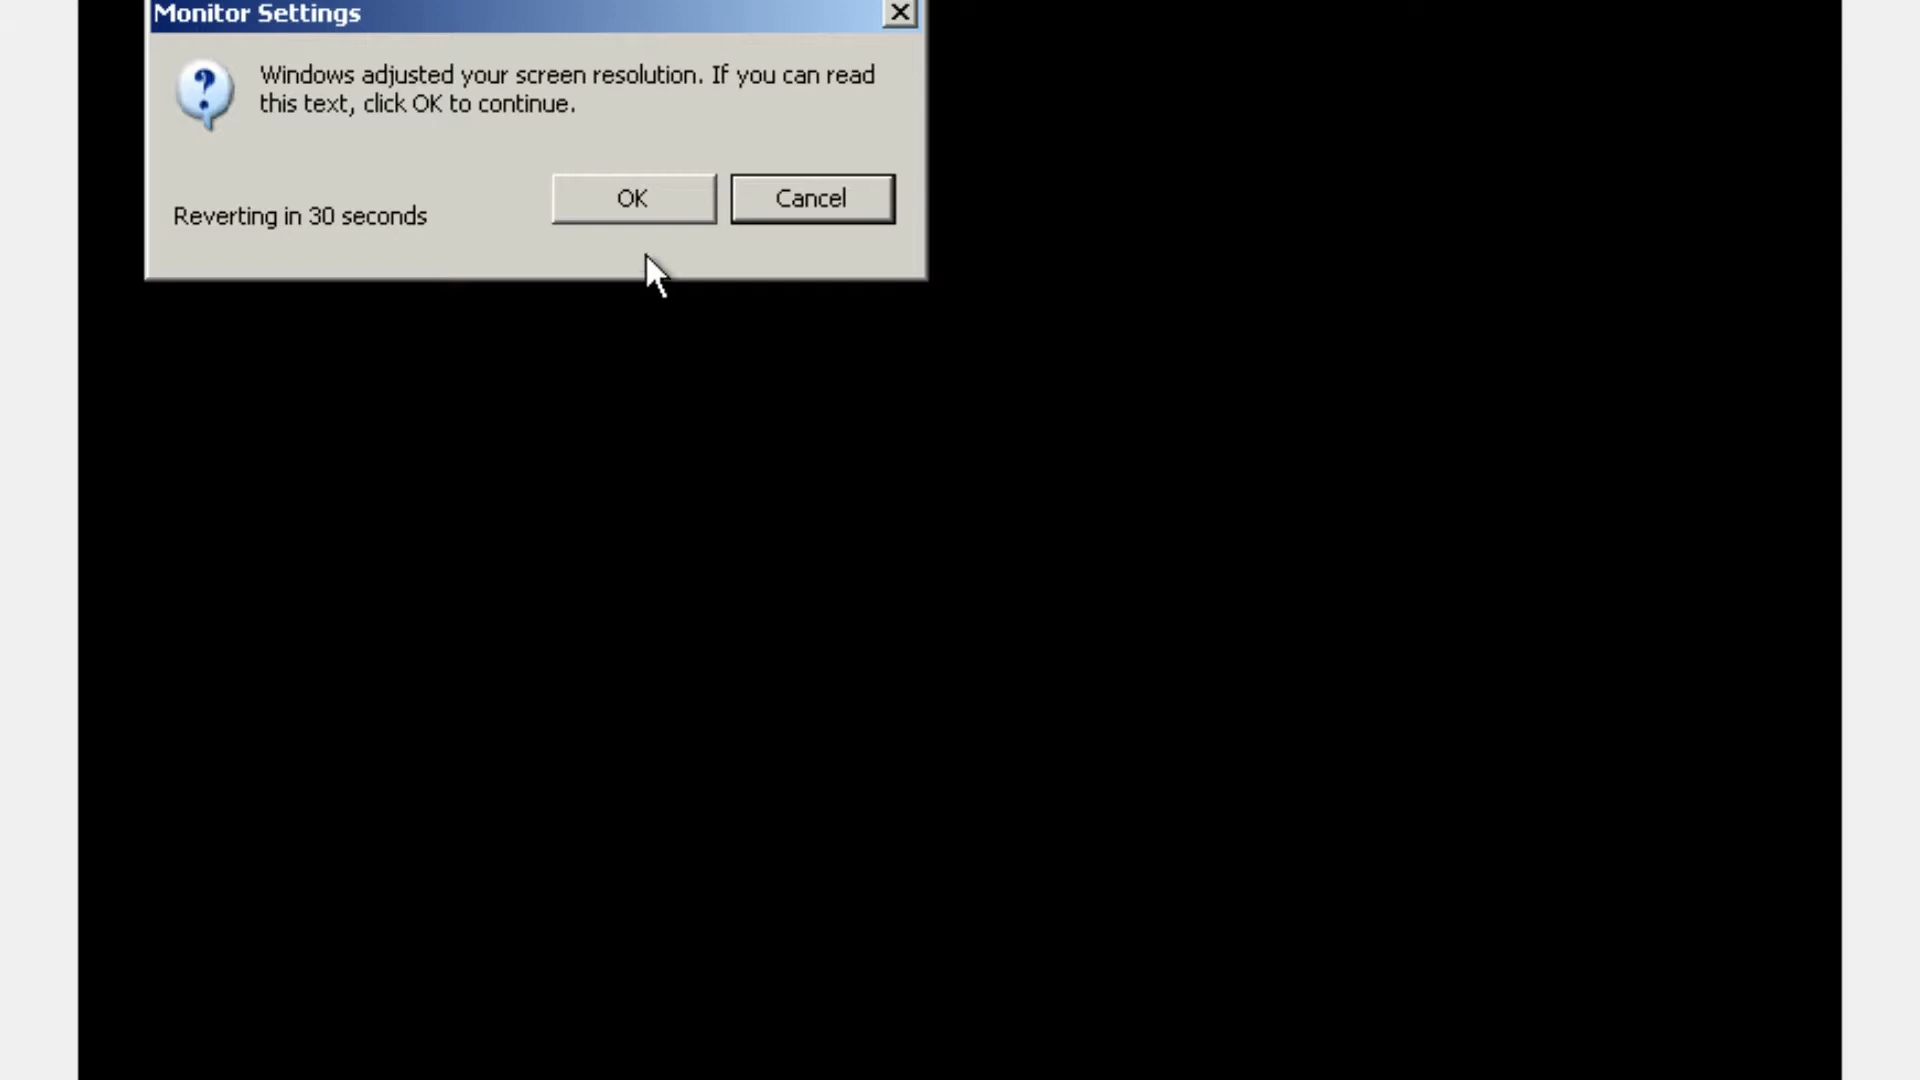 Monitor Settings
Windows adjusted your screen resolution. If you can read
this text, click OK to continue.
OK
Cancel
Reverting in 30 seconds